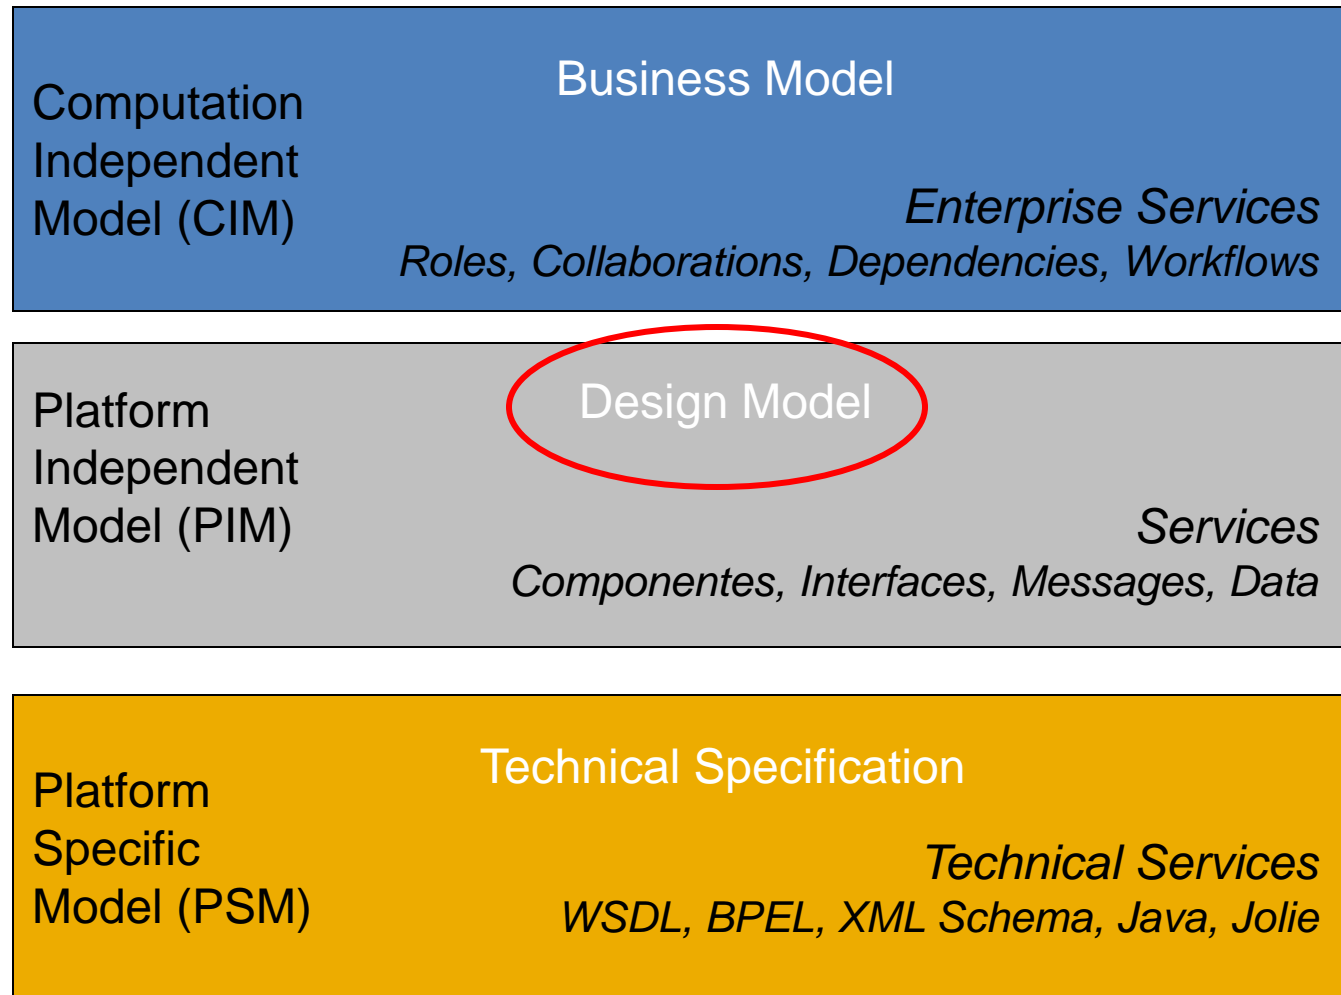 Business Model
Computation
Independent
Model (CIM)
Enterprise Services
Roles, Collaborations, Dependencies, Workflows
Design Model
Platform
Independent
Model (PIM)
Services
Componentes, Interfaces, Messages, Data
Technical Specification
Platform
Specific
Model (PSM)
Technical Services
WSDL, BPEL, XML Schema, Java, Jolie